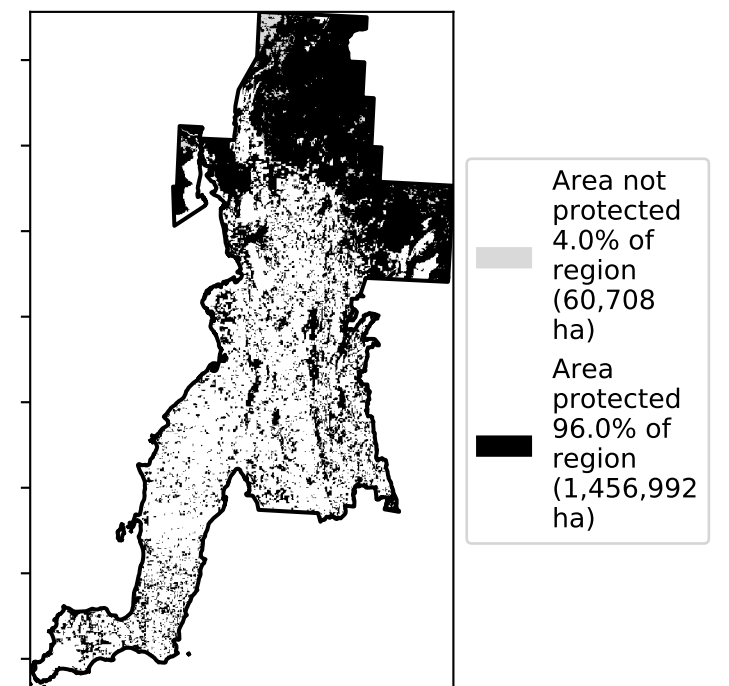 Area not
protected
4.0% of
region
(60,708
ha)
Area
protected
96.0% of
region
(1,456,992
ha)